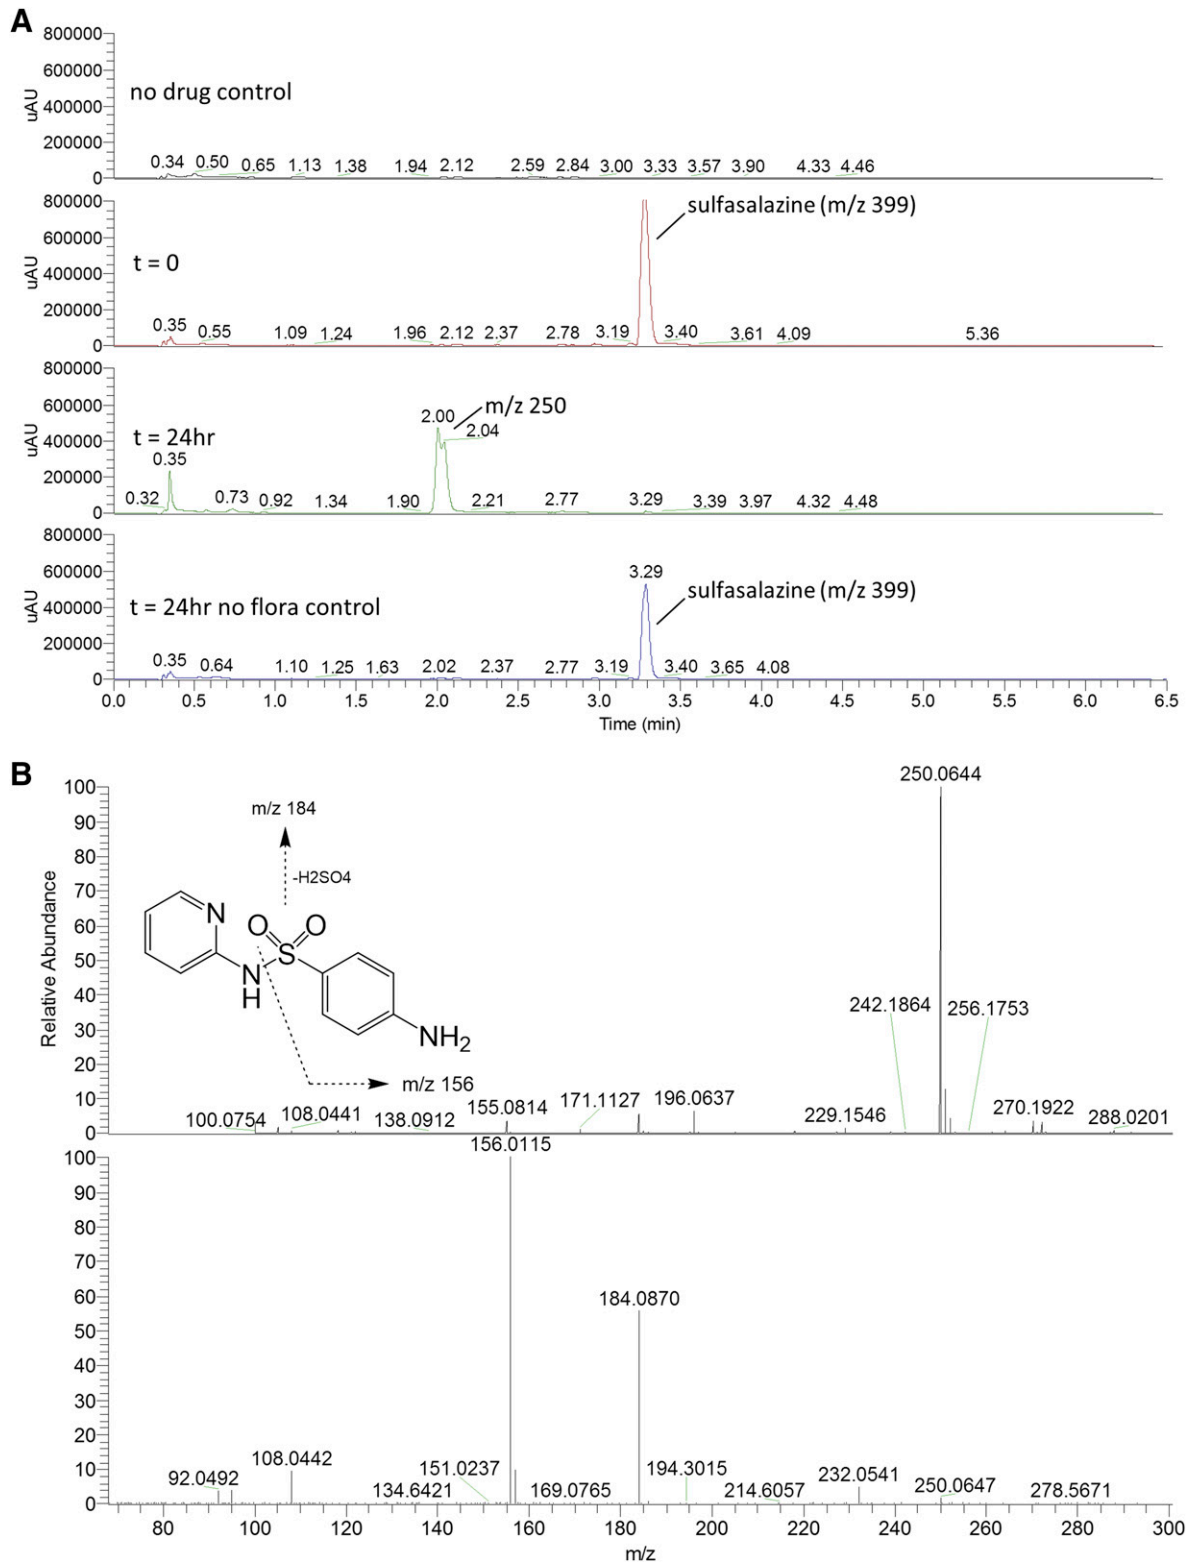 A
800000
600000
400000
200000
0
uAU
no drug control
0.34 0.50 0.65 1.13 1.38 1.94 2.12 2.59 2.84 3.00 3.33 3.57 3.90 4.33 4.46
800000
600000
400000
200000
0
uAU
sulfasalazine (m/z 399)
t = 0
0.35 0.55 1.09 1.24 1.96 2.12 2.37 2.78 3.19 3.40 3.61 4.09 5.36
800000
600000
400000
200000
0
uAU
m/z 250
2.00
2.04
t = 24hr
0.35
0.32 0.73 0.92 1.34 1.90 2.21 2.77 3.29 3.39 3.97 4.32 4.48
800000
600000
400000
200000
0
uAU
3.29
sulfasalazine (m/z 399)
t = 24hr no flora control
0.35 0.64 1.10 1.25 1.63 2.02 2.37 2.77 3.19 3.40 3.65 4.08
0.0 0.5 1.0 1.5 2.0 2.5 3.0 3.5 4.0 4.5 5.0 5.5 6.0 6.5
Time (min)
B
250.0644
100
90
80
70
60
50
40
30
20
10
0
Relative Abundance
m/z 184
-H2SO4
N
O O
S
N
H
NH2
m/z 156
242.1864 256.1753
100.0754 108.0441 138.0912 155.0814 171.1127 196.0637 229.1546 270.1922 288.0201
156.0115
100
90
80
70
60
50
40
30
20
10
0
184.0870
92.0492 108.0442 134.6421 151.0237 169.0765 194.3015 214.6057 232.0541 250.0647 278.5671
80 100 120 140 160 180 200 220 240 260 280 300
m/z